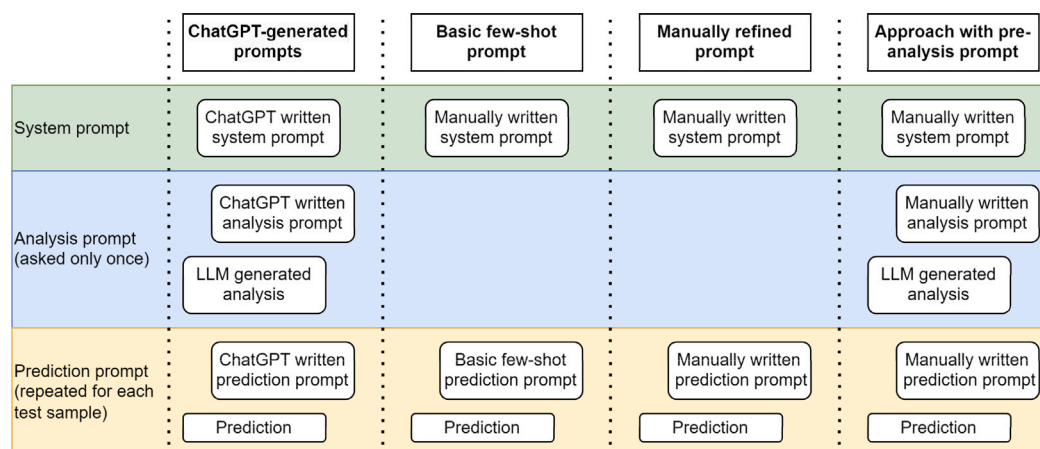 ChatGPT-generated
prompts
Basic few-shot
prompt
Manually refined
prompt
Approach with pre-
analysis prompt
System prompt
ChatGPT written
system prompt
Manually written
system prompt
Manually written
system prompt
Manually written
system prompt
Analysis prompt
(asked only once)
ChatGPT written
analysis prompt
Manually written
analysis prompt
LLM generated
analysis
LLM generated
analysis
Prediction prompt
(repeated for each
test sample)
ChatGPT written
prediction prompt
Basic few-shot
prediction prompt
Manually written
prediction prompt
Manually written
prediction prompt
Prediction
Prediction
Prediction
Prediction